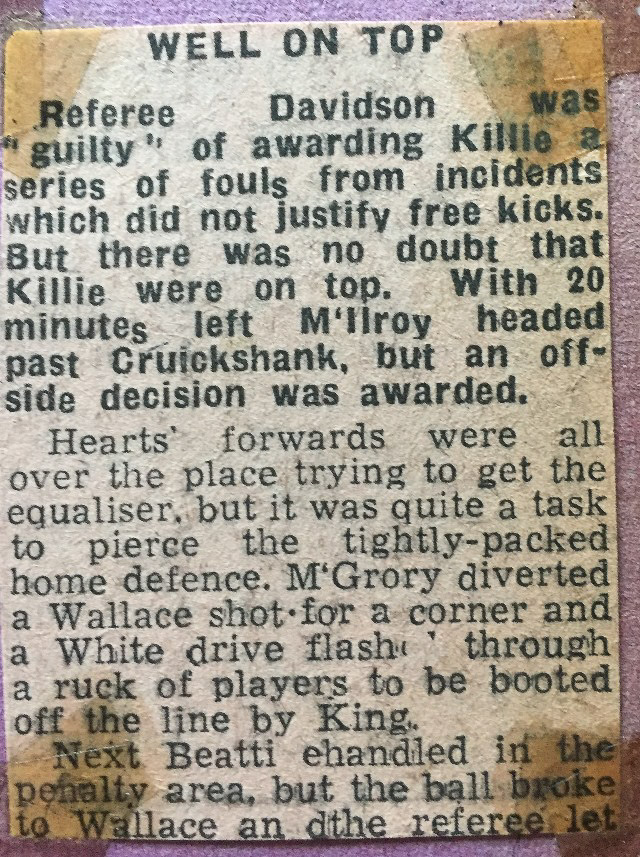 WELL ON TOP
Referee Davidson was
"guilty" of awarding Killie a
series of fouls from incidents
which did not justify free kicks.
But there was no doubt that
Killie were on top. With 20
minutes left M'Ilroy headed
past Cruickshank, but an off-
side decision was awarded.
Hearts' forwards were all
over the place trying to get the
equaliser, but it was quite a task
to pierce the tightly-packed
home defence. M'Grory diverted
a Wallace shot for a corner and
a White drive through
a ruck of players to be booted
off the line by King.
Next Beatti ehandled in the
penalty area, but the ball broke
to Wallace an dthe referee let